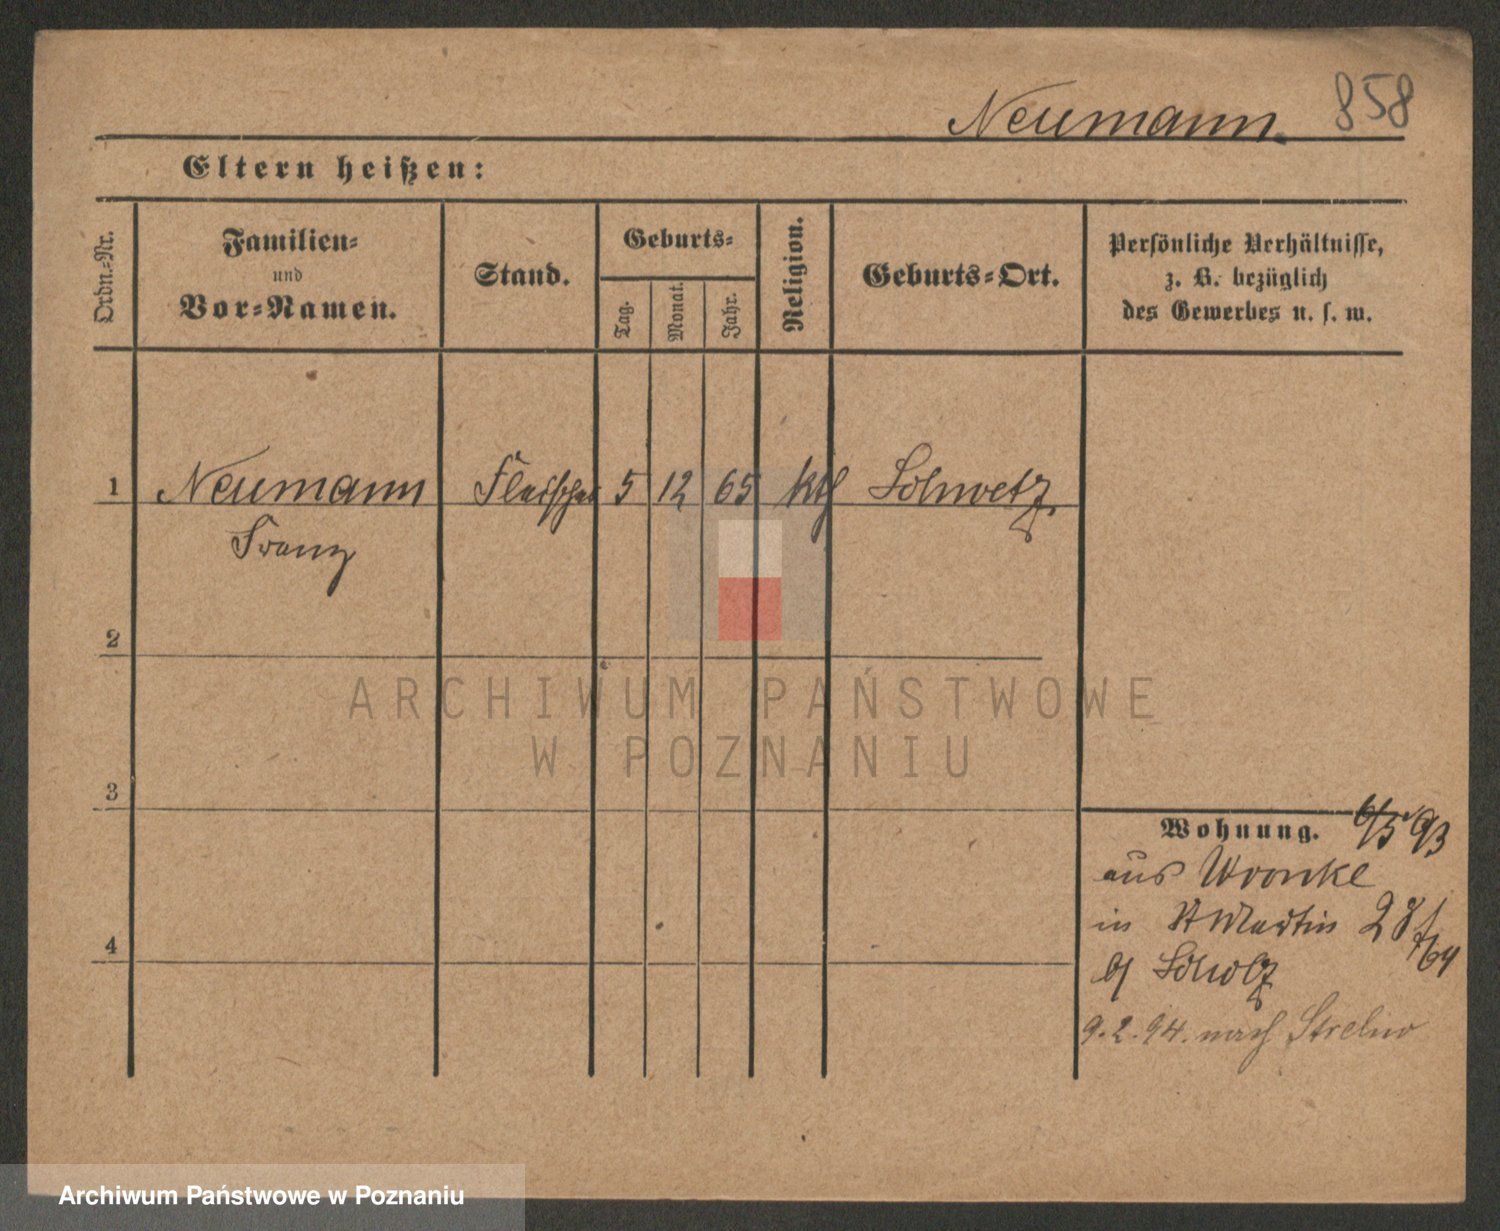 Neumann 858
Eltern heißen:
Ordn.-Nr.
Familien-
und
Vor-Namen.
Stand.
Geburts-
Tag.
Monat.
Jahr.
Religion.
Geburts-Ort.
Persönliche Verhältnisse,
z. B. bezüglich
des Gewerbes u. s. w.
1 Neumann Fleischer 5 12 65 kth Schwetz.
Franz
2
ARCHIWUM PAŃSTWOWE
W POZNANIU
3
Wohnung. 6/5 93
aus Wronke
in St Martin 28
b/ Scholz
9.2.94. nach Strelno
4
Archiwum Państwowe w Poznaniu